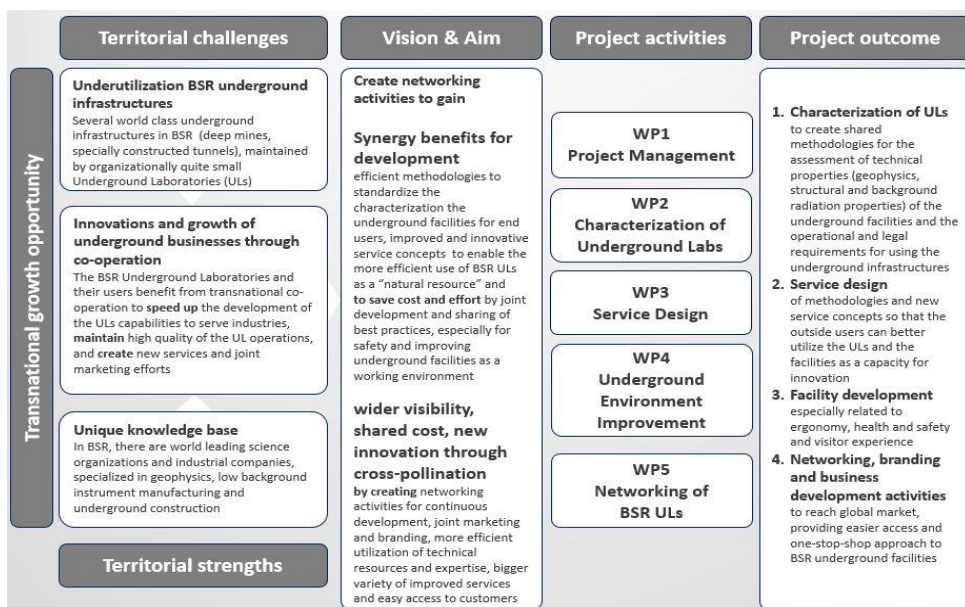 Territorial challenges
Vision & Aim
Project activities
Project outcome
Transnational growth opportunity
Underutilization BSR underground
infrastructures
Several world class underground
infrastructures in BSR (deep mines,
specially constructed tunnels), maintained
by organizationally quite small
Underground Laboratories (ULs)
Innovations and growth of
underground businesses through
co-operation
The BSR Underground Laboratories and
their users benefit from transnational co-
operation to speed up the development of
the ULs capabilities to serve industries,
maintain high quality of the UL operations,
and create new services and joint
marketing efforts
Unique knowledge base
In BSR, there are world leading science
organizations and industrial companies,
specialized in geophysics, low background
instrument manufacturing and
underground construction
Territorial strengths
Create networking
activities to gain
Synergy benefits for
development
efficient methodologies to
standardize the
characterization the
underground facilities for end
users, improved and innovative
service concepts to enable the
more efficient use of BSR ULs
as a “natural resource” and
to save cost and effort by joint
development and sharing of
best practices, especially for
safety and improving
underground facilities as a
working environment
wider visibility,
shared cost, new
innovation through
cross-pollination
by creating networking
activities for continuous
development, joint marketing
and branding, more efficient
utilization of technical
resources and expertise, bigger
variety of improved services
and easy access to customers
WP1
Project Management
WP2
Characterization of
Underground Labs
WP3
Service Design
WP4
Underground
Environment
Improvement
WP5
Networking of
BSR ULs
1. Characterization of ULs
to create shared
methodologies for the
assessment of technical
properties (geophysics,
structural and background
radiation properties) of the
underground facilities and the
operational and legal
requirements for using the
underground infrastructures
2. Service design
of methodologies and new
service concepts so that the
outside users can better
utilize the ULs and the
facilities as a capacity for
innovation
3. Facility development
especially related to
ergonomy, health and safety
and visitor experience
4. Networking, branding
and business
development activities
to reach global market,
providing easier access and
one-stop-shop approach to
BSR underground facilities